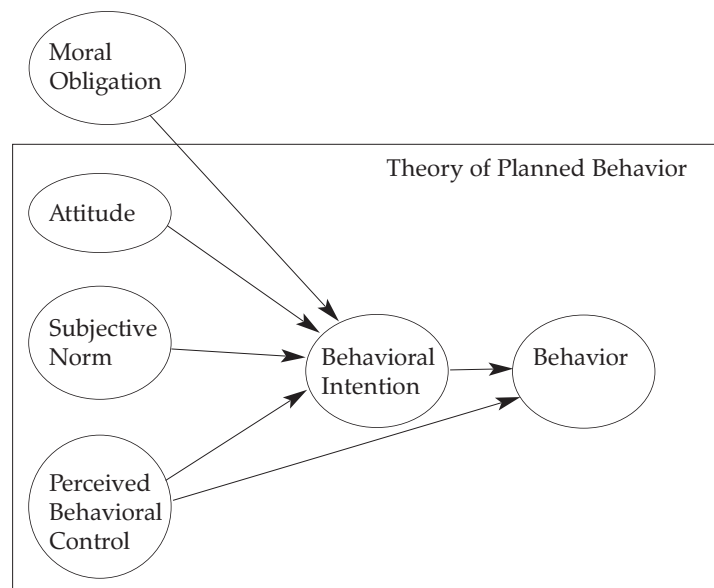 Moral
Obligation
Theory of Planned Behavior
Attitude
Subjective
Norm
Behavioral
Intention
Behavior
Perceived
Behavioral
Control